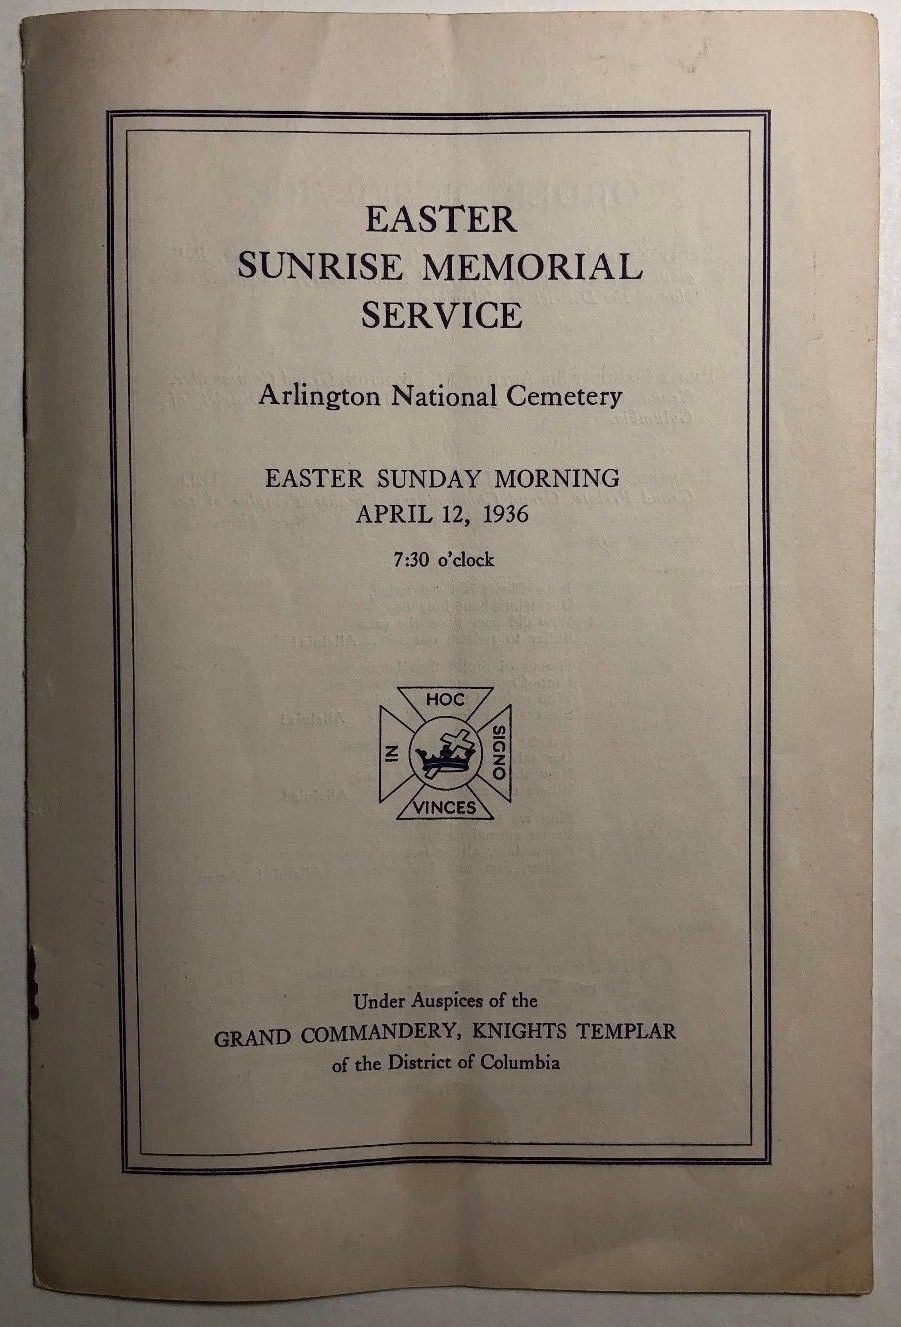 EASTER
SUNRISE MEMORIAL
SERVICE
Arlington National Cemetery
EASTER SUNDAY MORNING
APRIL 12, 1936
7:30 o'clock
HOC
IN
SIGNO
VINCES
Under Auspices of the
GRAND COMMANDERY, KNIGHTS TEMPLAR
of the District of Columbia